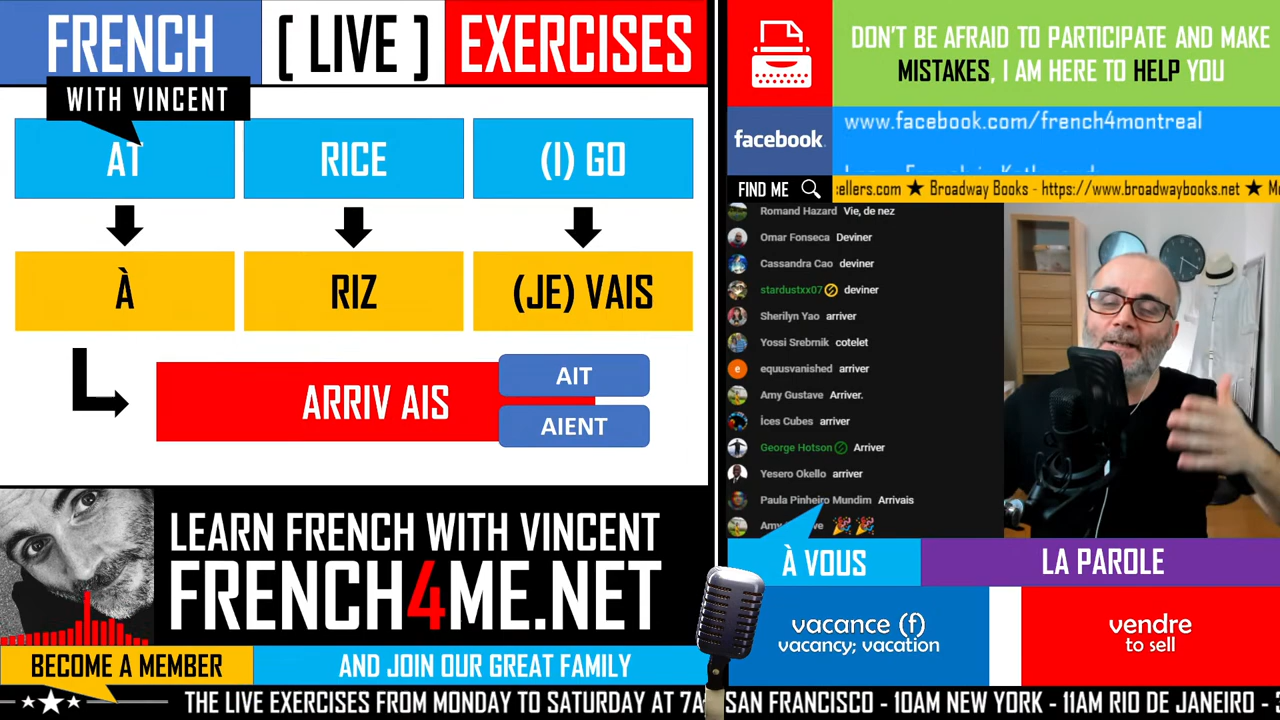 FRENCH
[ LIVE ]
EXERCISES
WITH VINCENT
AT
RICE
(I) GO
À
RIZ
(JE) VAIS
ARRIV AIS
AIT
AIENT
LEARN FRENCH WITH VINCENT
FRENCH4ME.NET
BECOME A MEMBER
AND JOIN OUR GREAT FAMILY
DON'T BE AFRAID TO PARTICIPATE AND MAKE
MISTAKES, I AM HERE TO HELP YOU
facebook.
www.facebook.com/french4montreal
FIND ME
ellers.com ★ Broadway Books - https://www.broadwaybooks.net ★
Romand Hazard Vie, de nez
Omar Fonseca Deviner
Cassandra Cao deviner
stardustxx07 deviner
Sherilyn Yao arriver
Yossi Srebrnik cotelet
e equusvanished arriver
Amy Gustave Arriver.
İces Cubes arriver
George Hotson Arriver
Yesero Okello arriver
Paula Pinheiro Mundim Arrivais
À VOUS
LA PAROLE
vacance (f)
vacancy; vacation
vendre
to sell
THE LIVE EXERCISES FROM MONDAY TO SATURDAY AT 7A SAN FRANCISCO - 10AM NEW YORK - 11AM RIO DE JANEIRO -